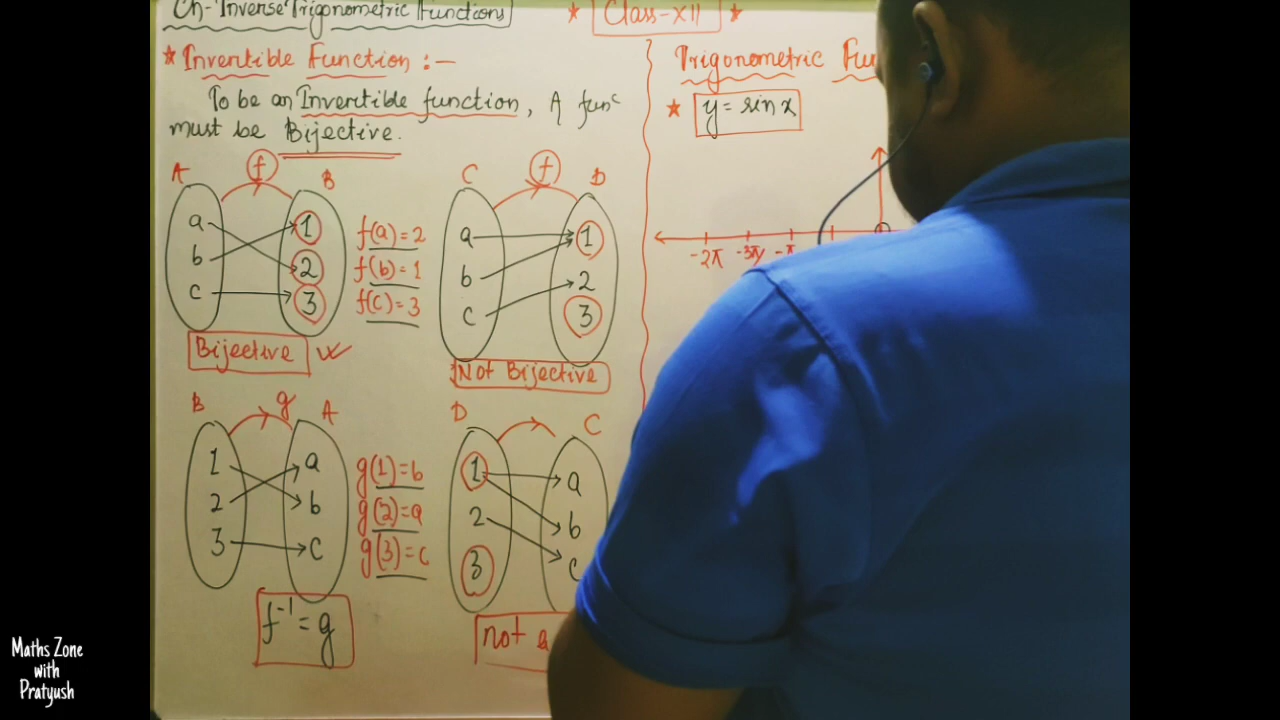 Ch- Inverse Trigonometric Functions
★ Class-XII ★
★ Invertible Function :-
To be an Invertible function, A func
must be Bijective.
A f B
a 1
b 2
c 3
f(a)=2
f(b)=1
f(c)=3
Bijective
C f D
a 1
b 2
c 3
Not Bijective
B g A
1 a
2 b
3 c
g(1)=b
g(2)=a
g(3)=c
f⁻¹ = g
D C
1 a
2 b
3 c
not a
Trigonometric Fu
★ y = sin x
-2π -3π/ -π
Maths Zone
with
Pratyush